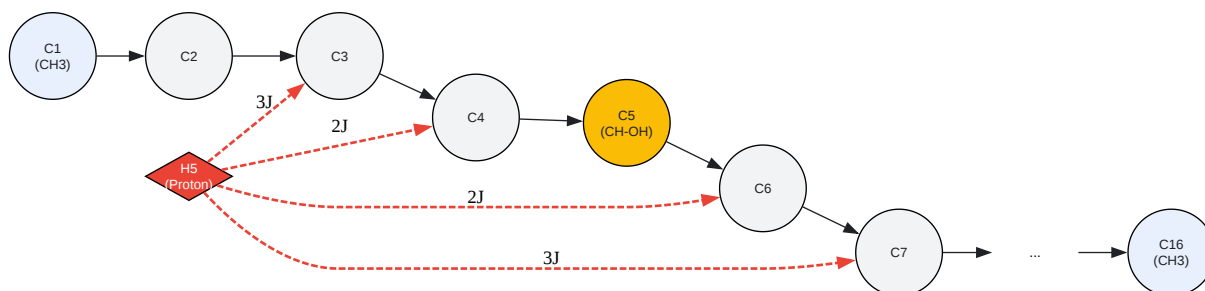 C1
(CH3)
C2
C3
C4
C5
(CH-OH)
C6
C7
...
C16
(CH3)
H5
(Proton)
3J
2J
2J
3J